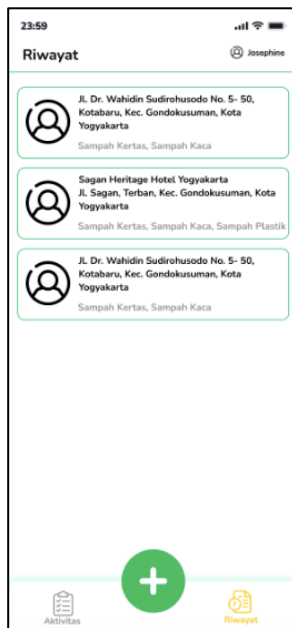 23:59
Riwayat
Josephine
Jl. Dr. Wahidin Sudirohusodo No. 5- 50,
Kotabaru, Kec. Gondokusuman, Kota
Yogyakarta
Sampah Kertas, Sampah Kaca
Sagan Heritage Hotel Yogyakarta
Jl. Sagan, Terban, Kec. Gondokusuman, Kota
Yogyakarta
Sampah Kertas, Sampah Kaca, Sampah Plastik
Jl. Dr. Wahidin Sudirohusodo No. 5- 50,
Kotabaru, Kec. Gondokusuman, Kota
Yogyakarta
Sampah Kertas, Sampah Kaca
Aktivitas
Riwayat